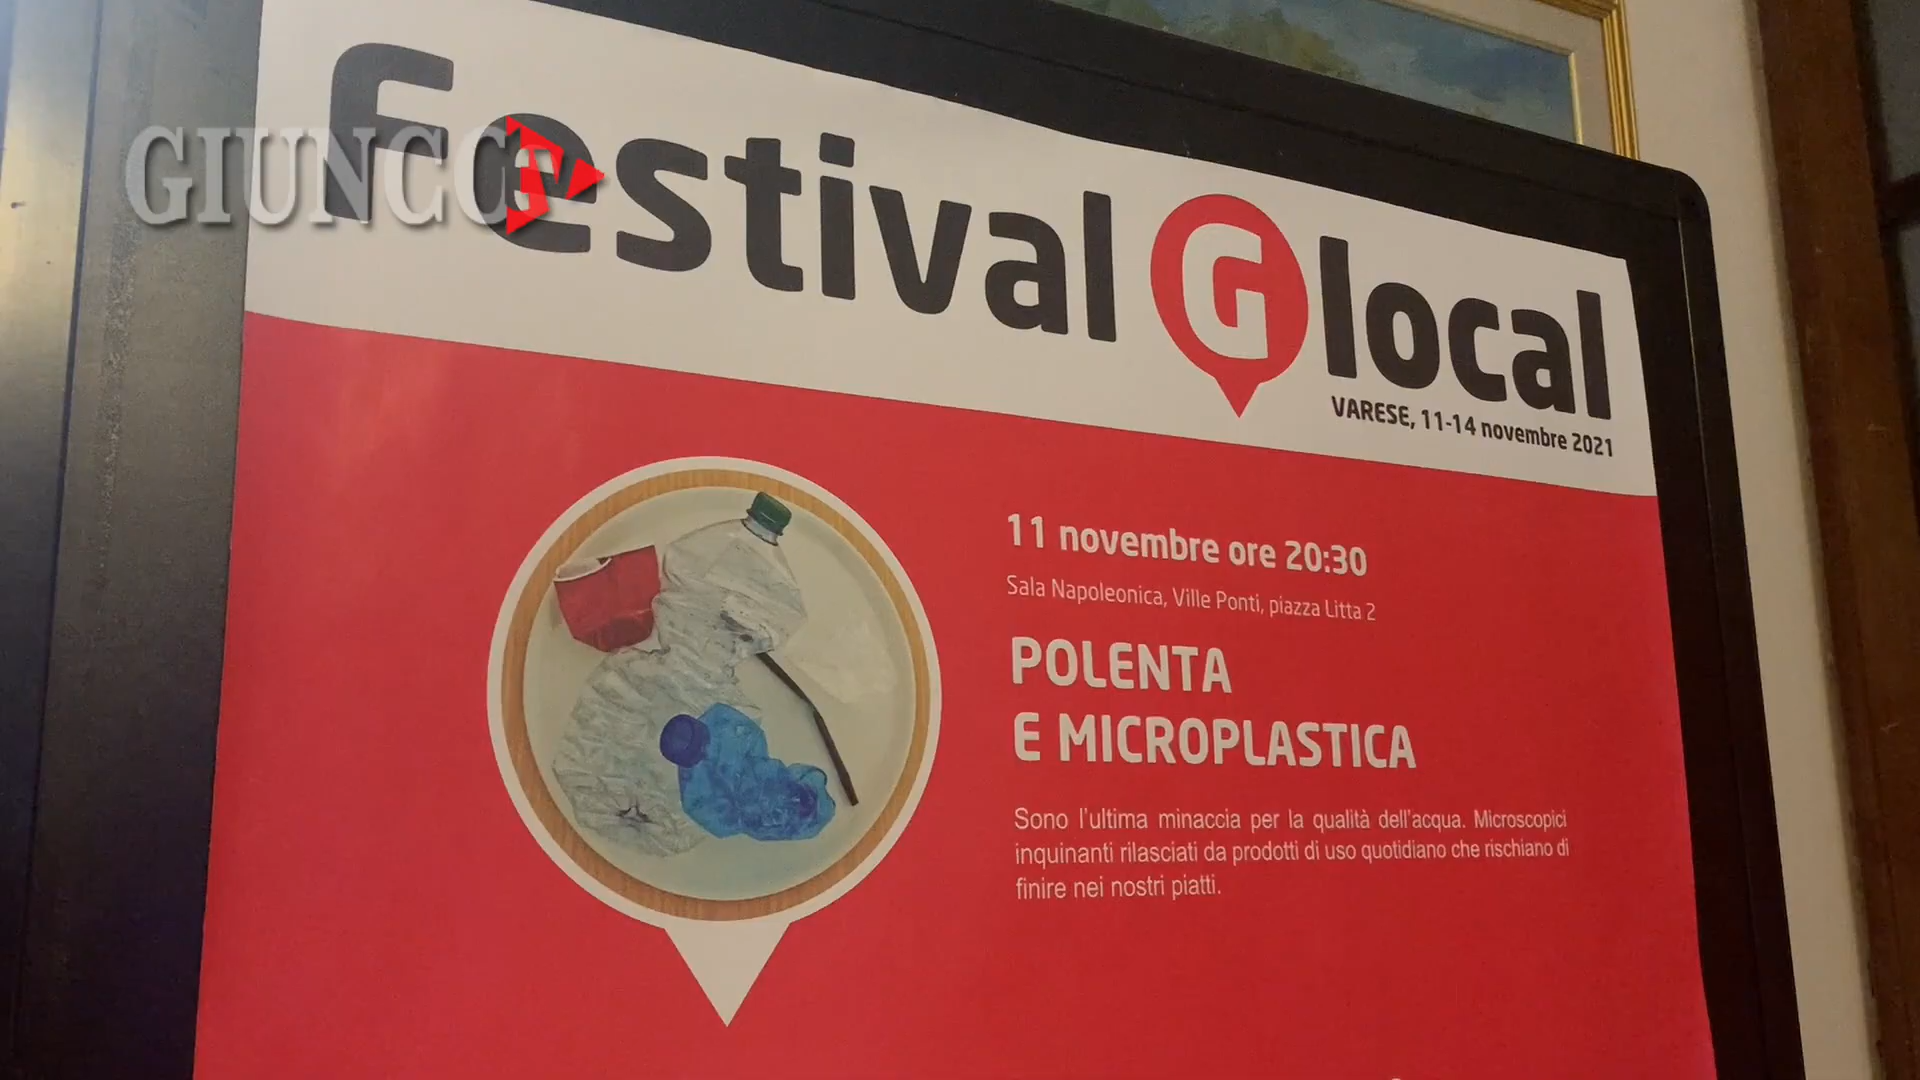 Festival Glocal
GIUNCO TV
VARESE, 11-14 novembre 2021
11 novembre ore 20:30
Sala Napoleonica, Ville Ponti, piazza Litta 2
POLENTA
E MICROPLASTICA
Sono l'ultima minaccia per la qualità dell'acqua. Microscopici
inquinanti rilasciati da prodotti di uso quotidiano che rischiano di
finire nei nostri piatti.